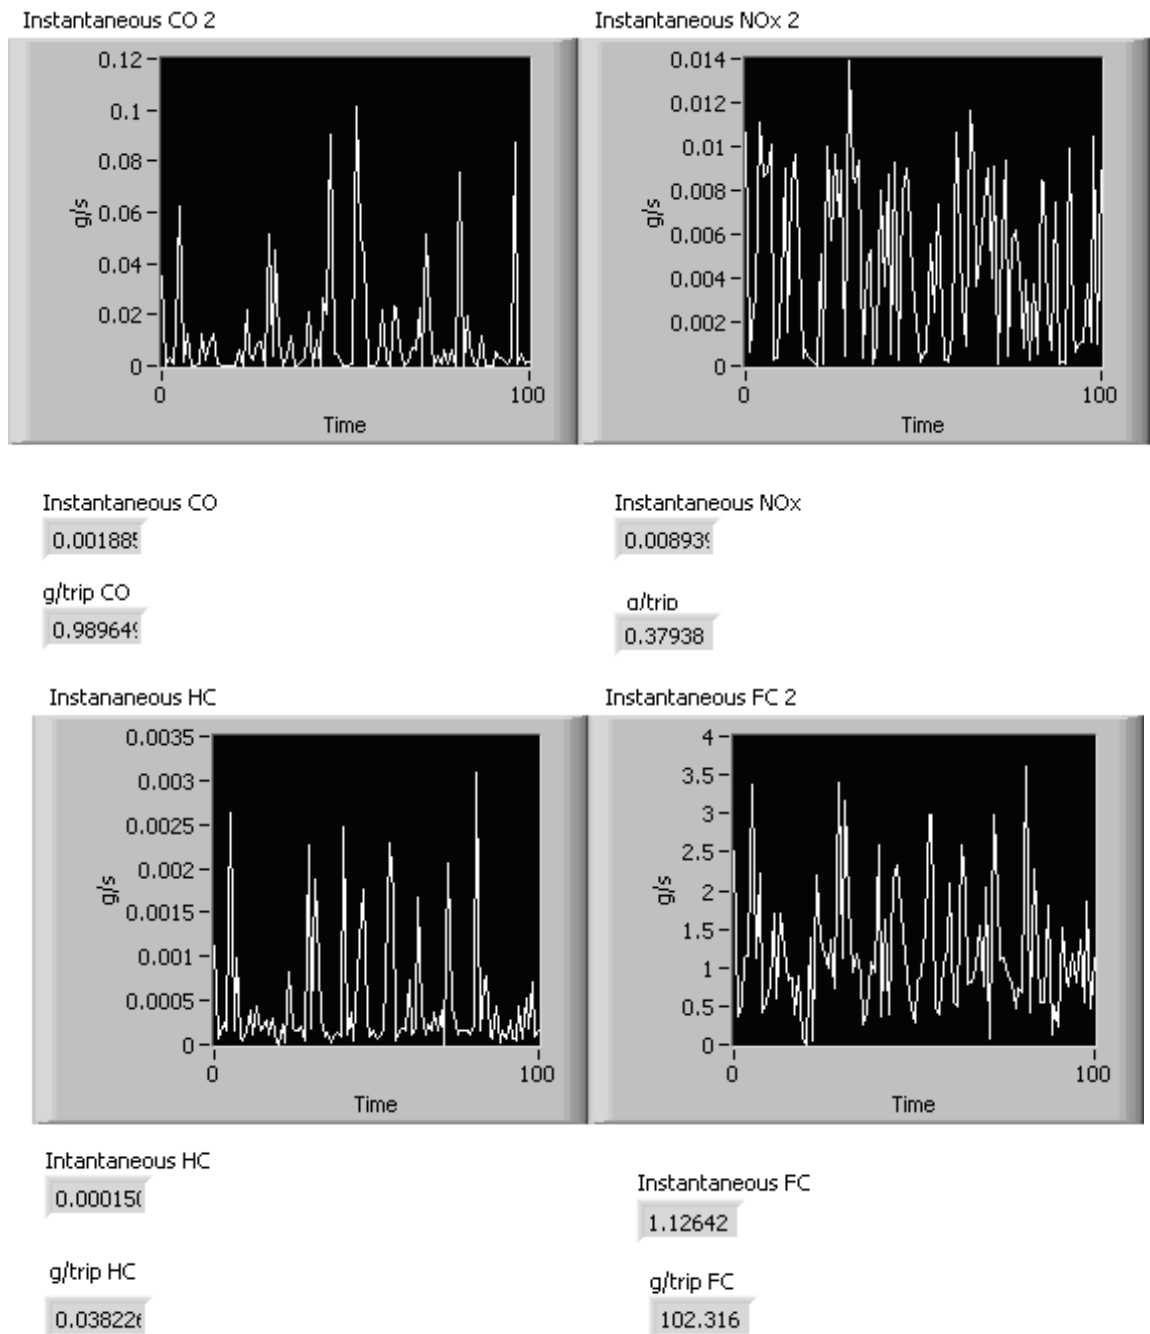 Instantaneous CO 2
0.12
0.1
0.08
0.06
0.04
0.02
0
g/s
0
100
Time
Instantaneous NOx 2
0.014
0.012
0.01
0.008
0.006
0.004
0.002
0
g/s
0
100
Time
Instantaneous CO
0.001885
g/trip CO
0.989649
Instantaneous NOx
0.008939
g/trip
0.37938
Instananeous HC
0.0035
0.003
0.0025
0.002
0.0015
0.001
0.0005
0
g/s
0
100
Time
Instantaneous FC 2
4
3.5
3
2.5
2
1.5
1
0.5
0
g/s
0
100
Time
Intantaneous HC
0.000150
g/trip HC
0.038226
Instantaneous FC
1.12642
g/trip FC
102.316